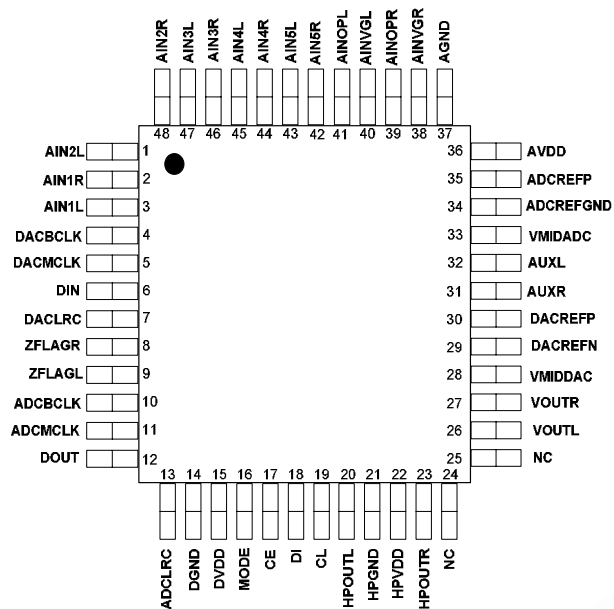 AIN2R AIN3L AIN3R AIN4L AIN4R AIN5L AIN5R AINOPL AINVGL AINOPR AINVGR AGND
48 47 46 45 44 43 42 41 40 39 38 37
AIN2L 1 36 AVDD
AIN1R 2 35 ADCREFP
AIN1L 3 34 ADCREFGND
DACBCLK 4 33 VMIDADC
DACMCLK 5 32 AUXL
DIN 6 31 AUXR
DACLRC 7 30 DACREFP
ZFLAGR 8 29 DACREFN
ZFLAGL 9 28 VMIDDAC
ADCBCLK 10 27 VOUTR
ADCMCLK 11 26 VOUTL
DOUT 12 25 NC
13 14 15 16 17 18 19 20 21 22 23 24
ADCLRC DGND DVDD MODE CE DI CL HPOUTL HPGND HPVDD HPOUTR NC